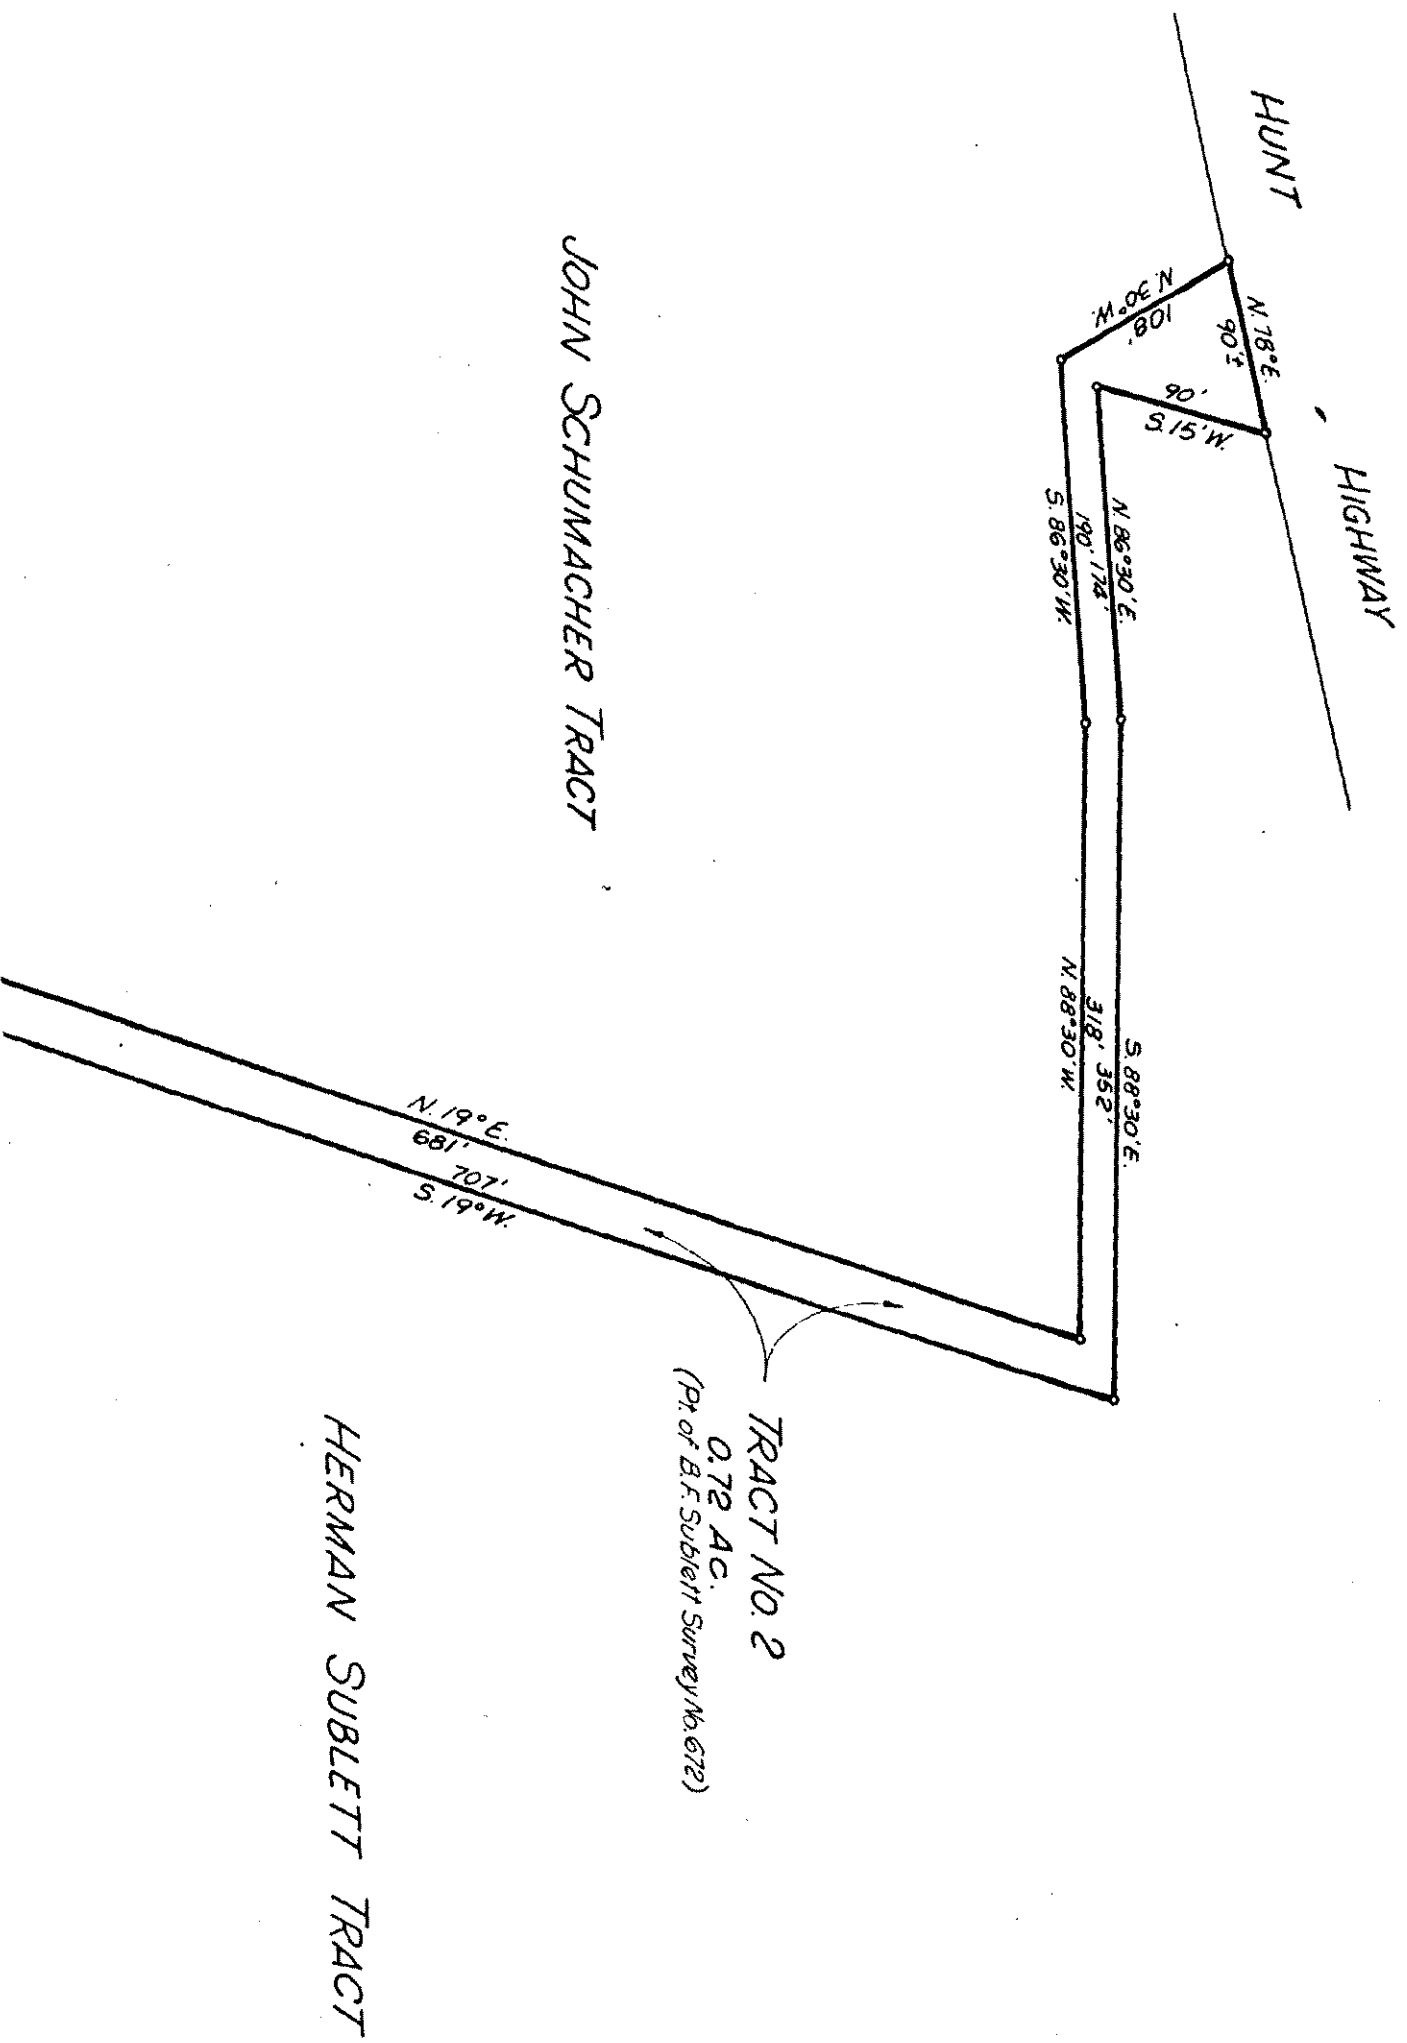 HUNT
HIGHWAY
N. 78° E.
90'±
N. 30° W.
108'
90'
S. 15° W.
N. 86° 30' E.
174'
190'
S. 86° 30' W.
S. 88° 30' E.
352'
318'
N. 88° 30' W.
JOHN SCHUMACHER TRACT
N. 19° E.
681'
707'
S. 19° W.
TRACT NO. 2
0.72 AC.
(Pt. of B.F. Sublett Survey No. 672)
HERMAN SUBLETT TRACT